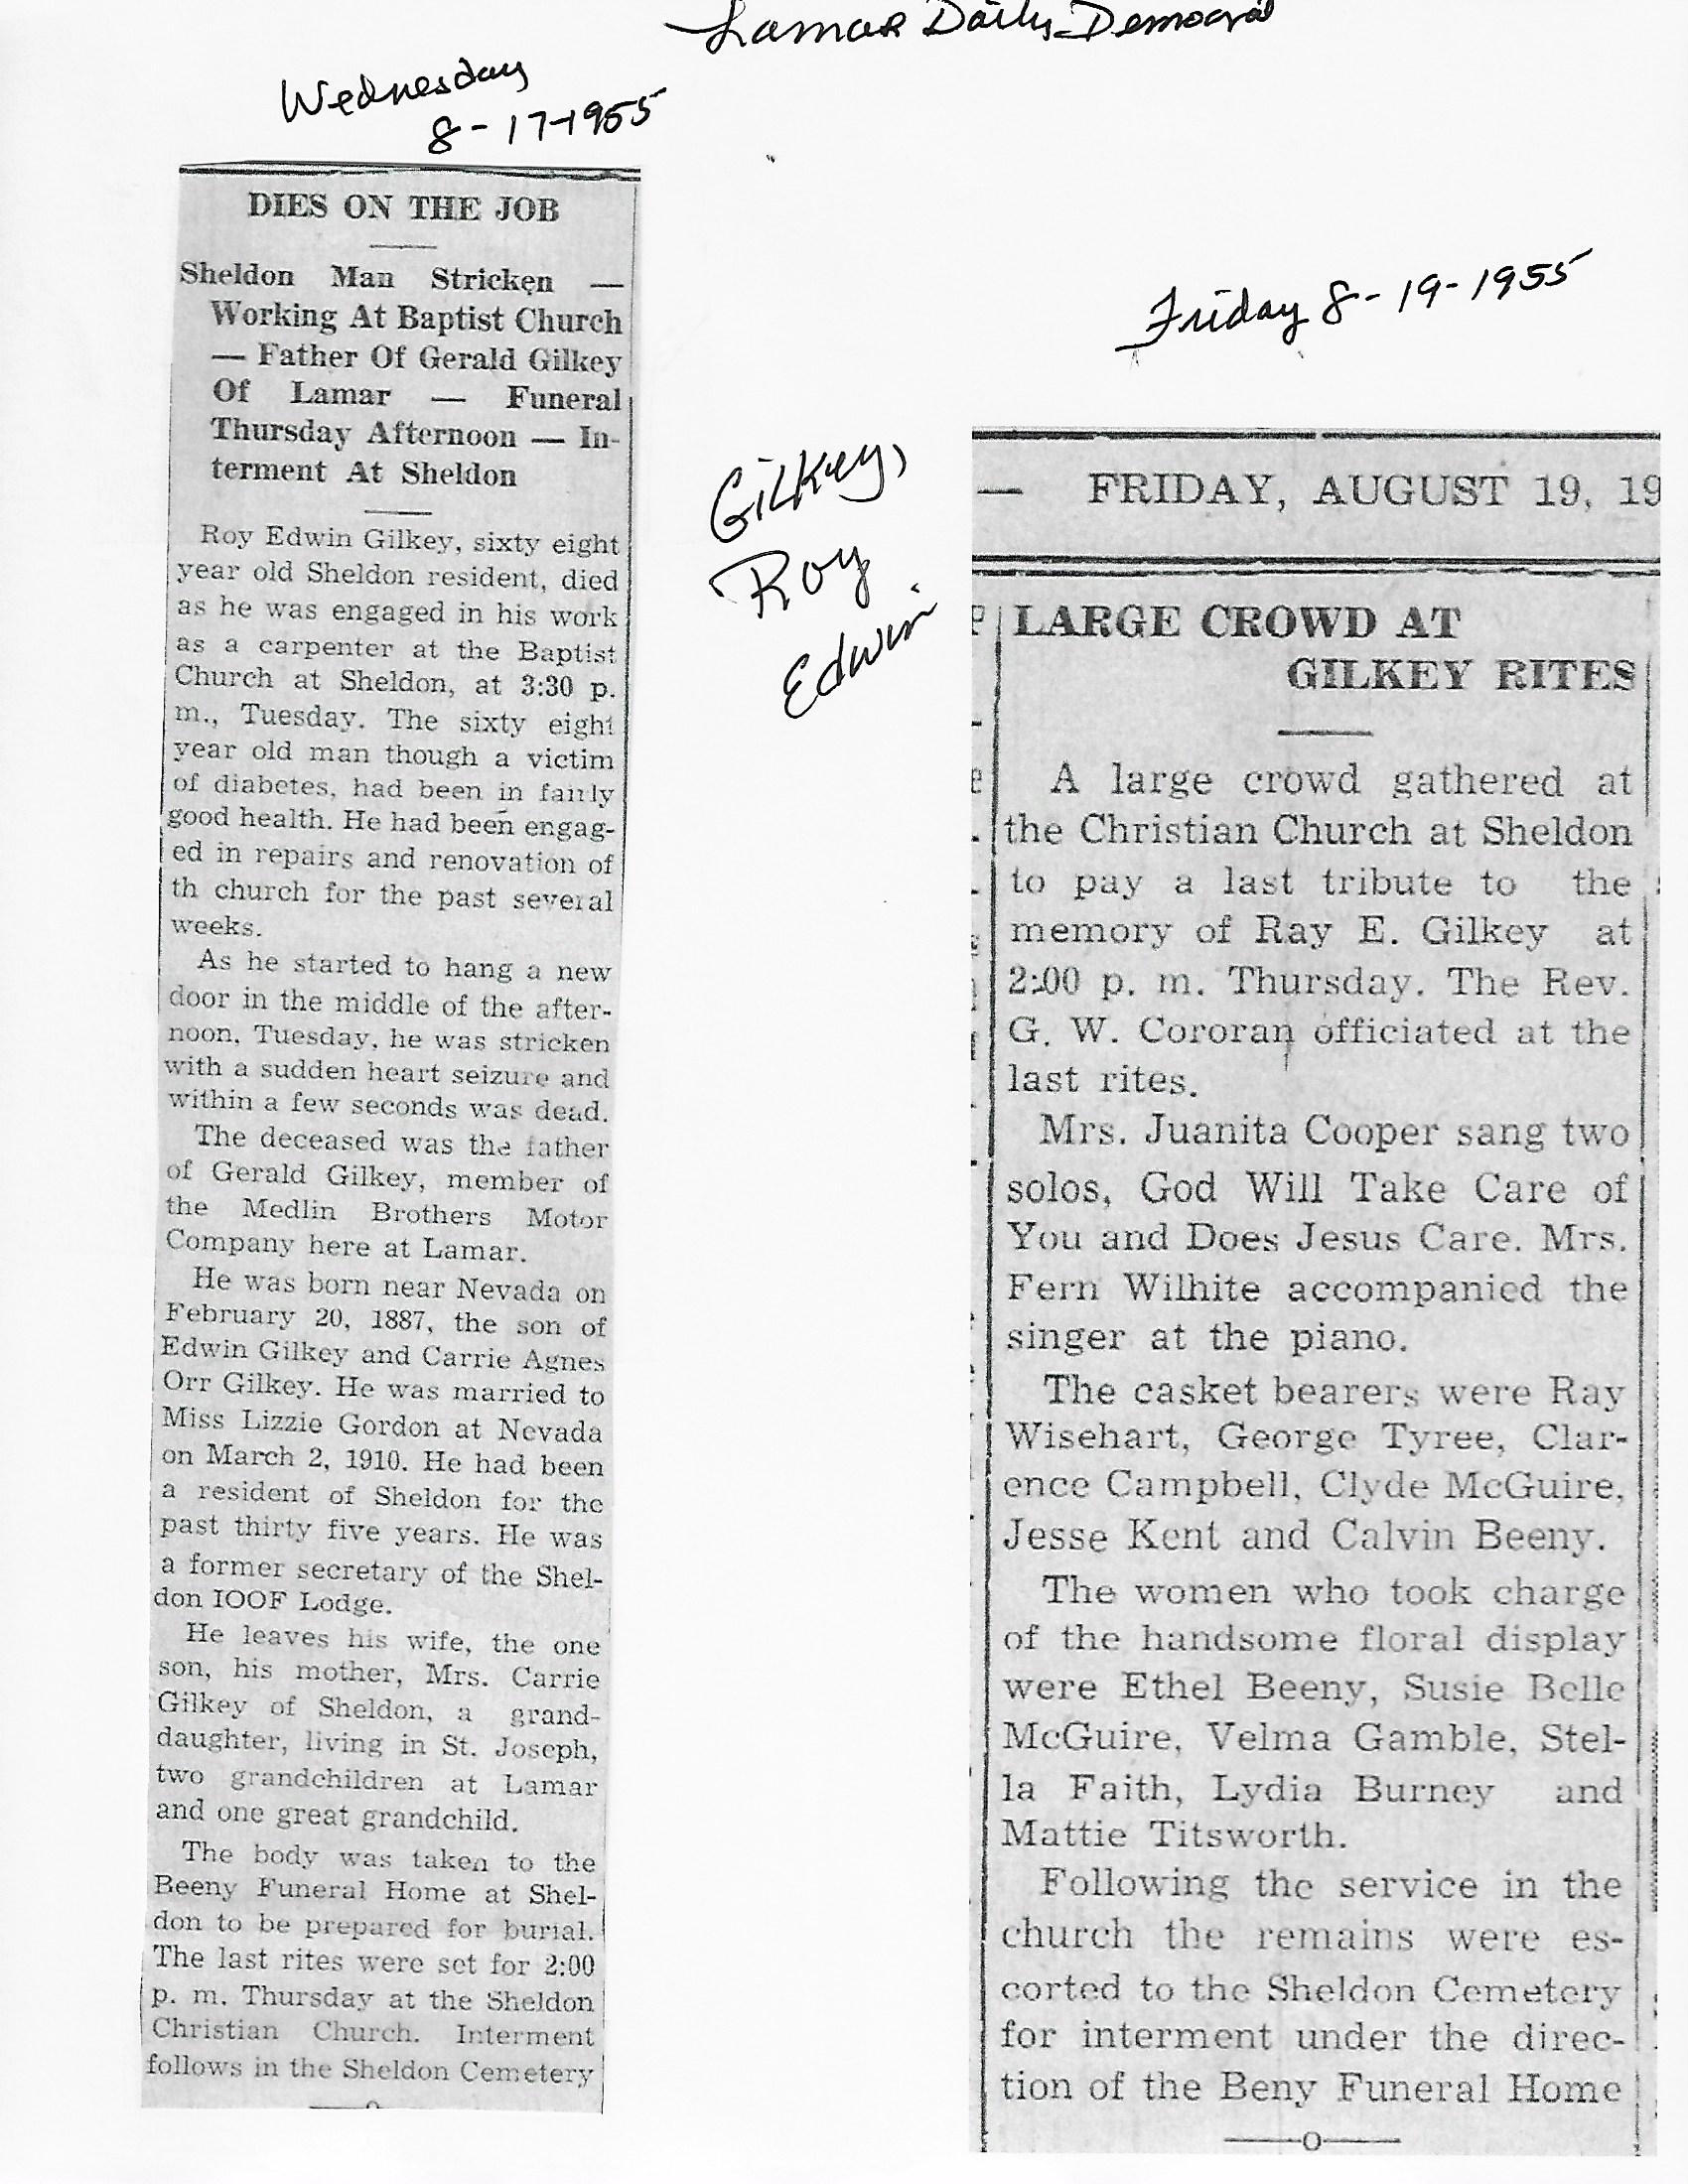 Lamar Daily Democrat
Wednesday
8-17-1955
DIES ON THE JOB
Sheldon Man Stricken —
Working At Baptist Church
— Father Of Gerald Gilkey
Of Lamar — Funeral
Thursday Afternoon — In-
terment At Sheldon
Roy Edwin Gilkey, sixty eight
year old Sheldon resident, died
as he was engaged in his work
as a carpenter at the Baptist
Church at Sheldon, at 3:30 p.
m., Tuesday. The sixty eight
year old man though a victim
of diabetes, had been in fairly
good health. He had been engag-
ed in repairs and renovation of
th church for the past several
weeks.
As he started to hang a new
door in the middle of the after-
noon, Tuesday, he was stricken
with a sudden heart seizure and
within a few seconds was dead.
The deceased was the father
of Gerald Gilkey, member of
the Medlin Brothers Motor
Company here at Lamar.
He was born near Nevada on
February 20, 1887, the son of
Edwin Gilkey and Carrie Agnes
Orr Gilkey. He was married to
Miss Lizzie Gordon at Nevada
on March 2, 1910. He had been
a resident of Sheldon for the
past thirty five years. He was
a former secretary of the Shel-
don IOOF Lodge.
He leaves his wife, the one
son, his mother, Mrs. Carrie
Gilkey of Sheldon, a grand-
daughter, living in St. Joseph,
two grandchildren at Lamar
and one great grandchild.
The body was taken to the
Beeny Funeral Home at Shel-
don to be prepared for burial.
The last rites were set for 2:00
p. m. Thursday at the Sheldon
Christian Church. Interment
follows in the Sheldon Cemetery
Gilkey,
Roy
Edwin
Friday 8-19-1955
— FRIDAY, AUGUST 19, 19
LARGE CROWD AT
GILKEY RITES
A large crowd gathered at
the Christian Church at Sheldon
to pay a last tribute to the
memory of Ray E. Gilkey at
2:00 p. m. Thursday. The Rev.
G. W. Cororan officiated at the
last rites.
Mrs. Juanita Cooper sang two
solos, God Will Take Care of
You and Does Jesus Care. Mrs.
Fern Wilhite accompanied the
singer at the piano.
The casket bearers were Ray
Wisehart, George Tyree, Clar-
ence Campbell, Clyde McGuire,
Jesse Kent and Calvin Beeny.
The women who took charge
of the handsome floral display
were Ethel Beeny, Susie Belle
McGuire, Velma Gamble, Stel-
la Faith, Lydia Burney and
Mattie Titsworth.
Following the service in the
church the remains were es-
corted to the Sheldon Cemetery
for interment under the direc-
tion of the Beny Funeral Home